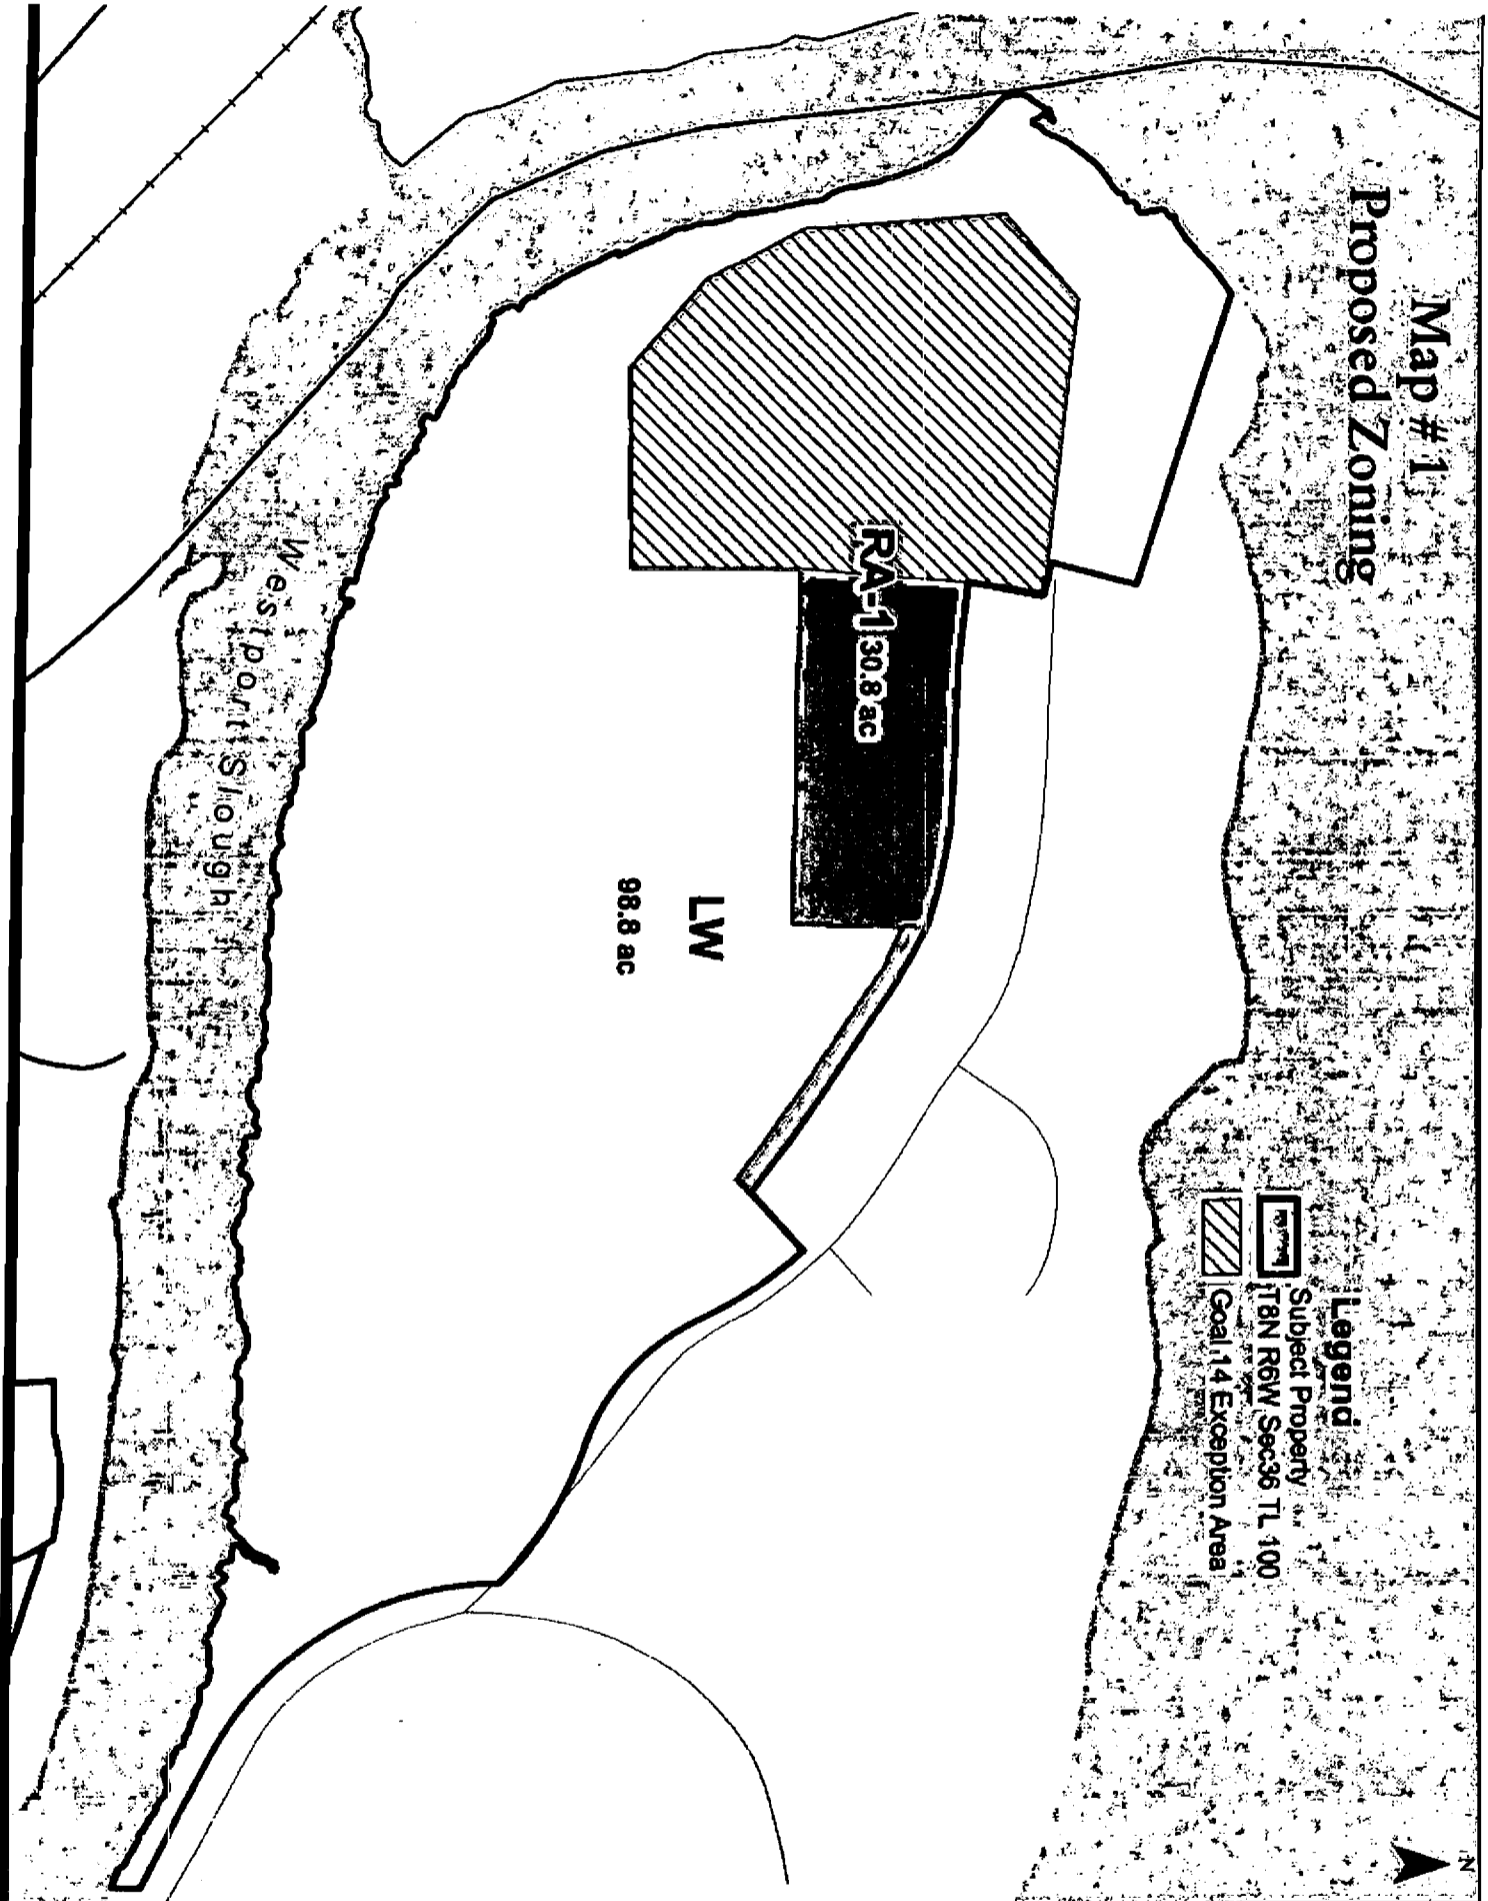 Map # 1
Proposed Zoning
Legend
Subject Property
T8N R6W Sec36 TL 100
Goal 14 Exception Area
N
RA-1 30.8 ac
LW
98.8 ac
Westport Slough